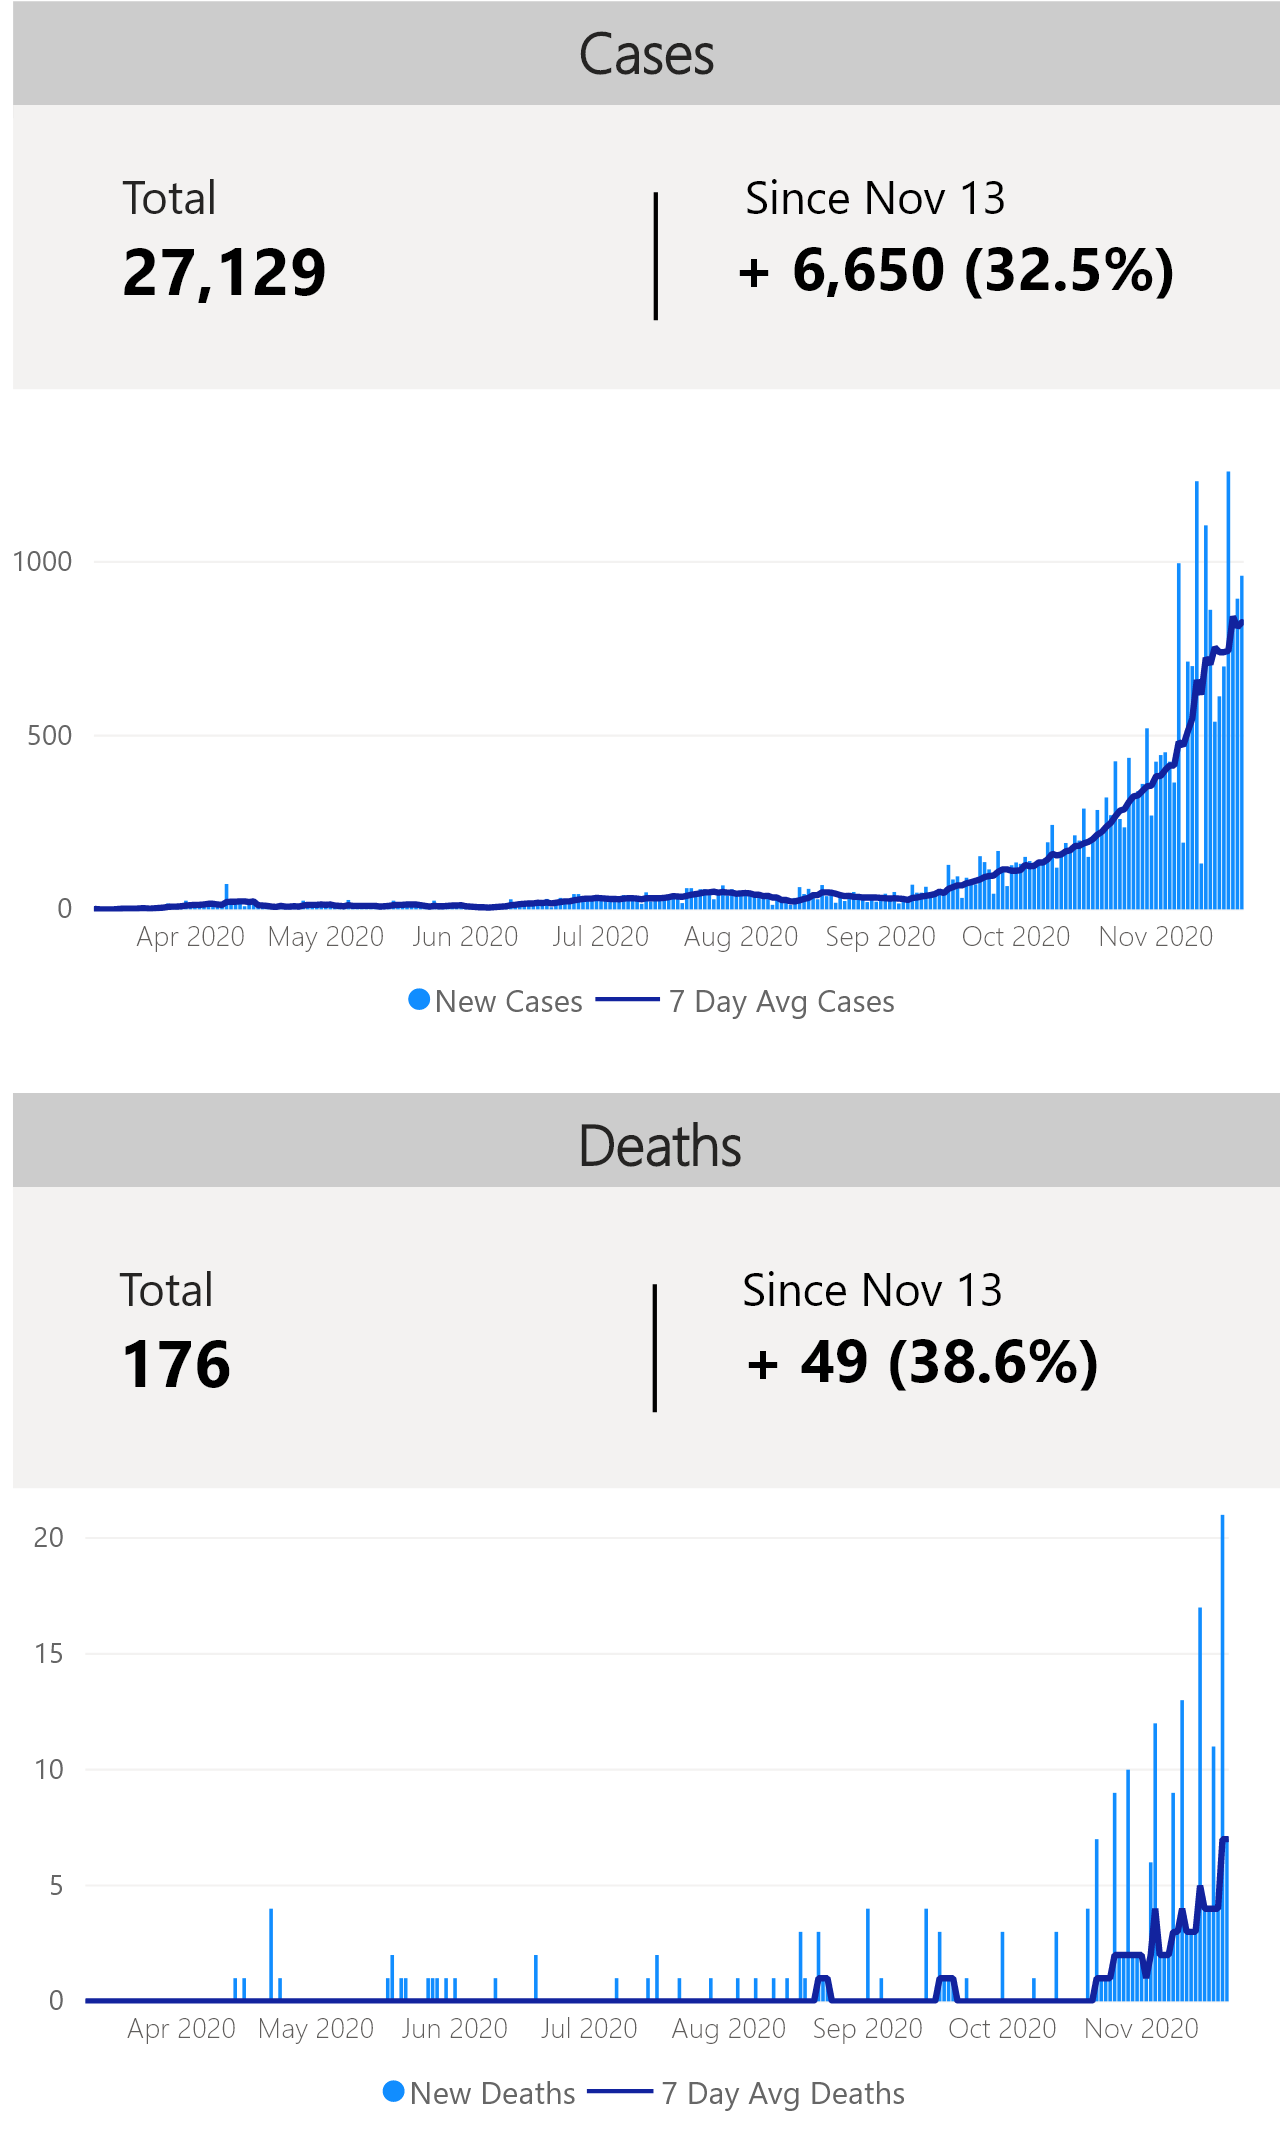 Cases
Total
Since Nov 13
27,129
+ 6,650 (32.5%)
1000
500
0
Apr 2020 May 2020 Jun 2020 Jul 2020 Aug 2020 Sep 2020 Oct 2020 Nov 2020
New Cases 7 Day Avg Cases
Deaths
Total
Since Nov 13
176
+ 49 (38.6%)
20
15
10
5
0
Apr 2020 May 2020 Jun 2020 Jul 2020 Aug 2020 Sep 2020 Oct 2020 Nov 2020
New Deaths 7 Day Avg Deaths